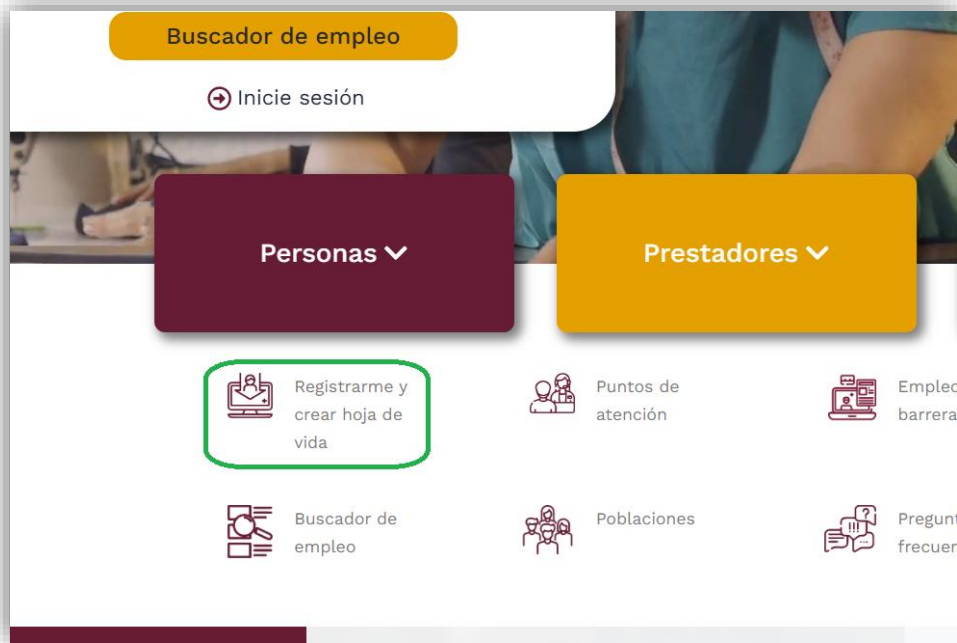 Buscador de empleo
Inicie sesión
Personas
Prestadores
Registrarme y
crear hoja de
vida
Puntos de
atención
Buscador de
empleo
Poblaciones